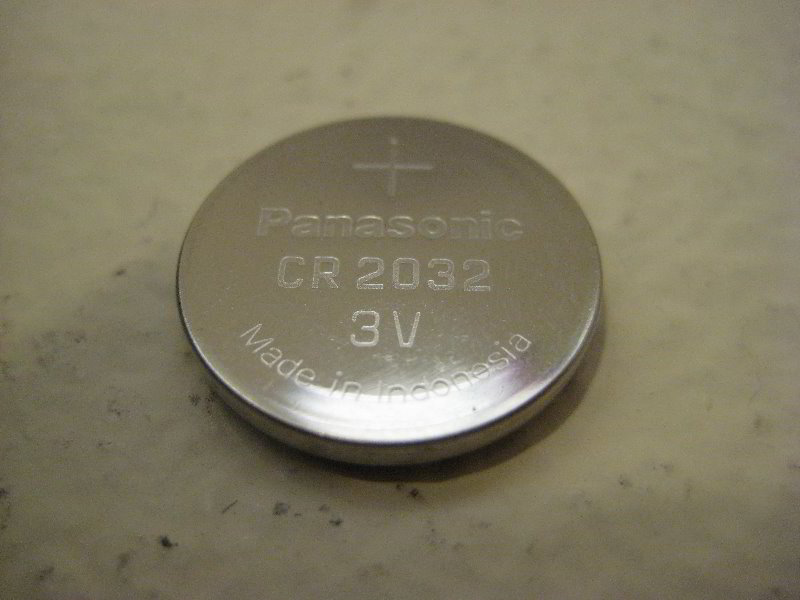 +
Panasonic
CR 2032
3V
Made in Indonesia